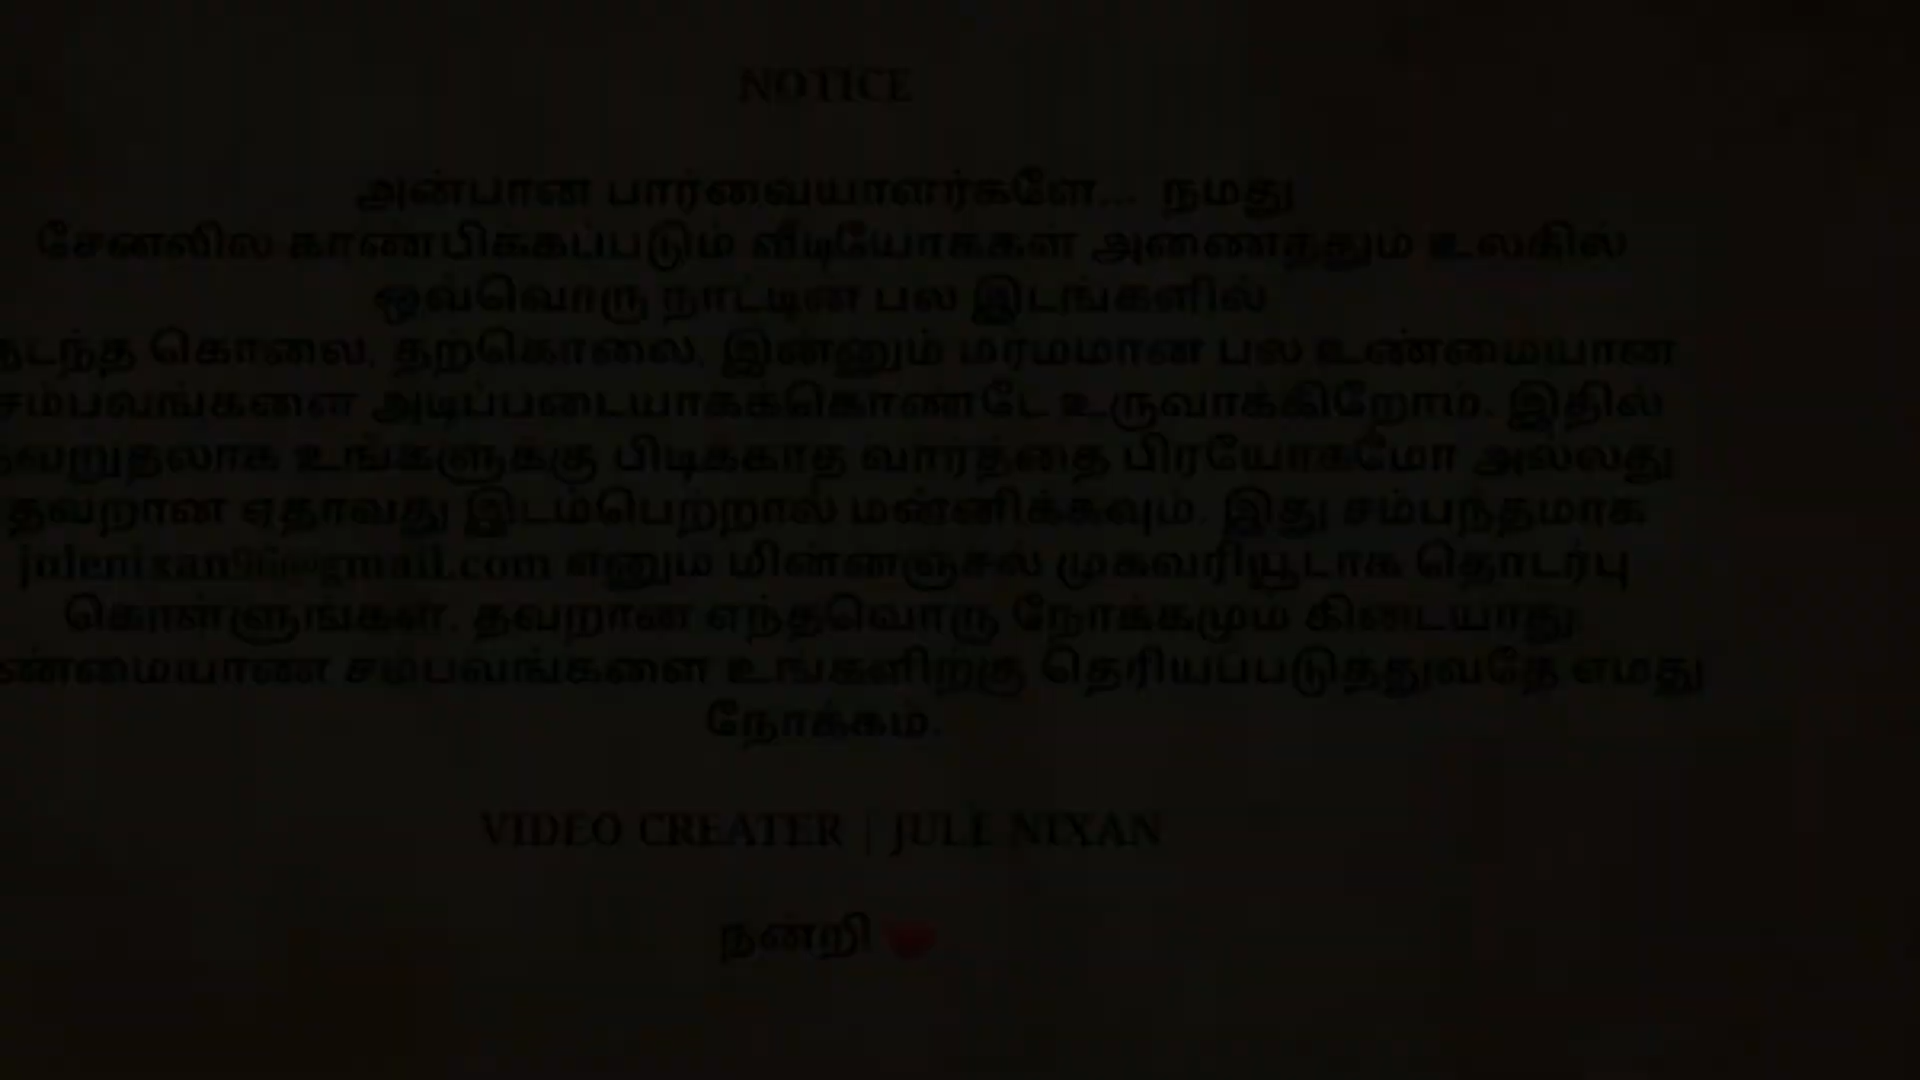 NOTICE
அன்பான பார்வையாளர்களே... நமது
சேனலில் காண்பிக்கப்படும் வீடியோக்கள் அனைத்தும் உலகில்
ஒவ்வொரு நாட்டின் பல இடங்களில்
நடந்த கொலை, தற்கொலை, இன்னும் மர்மமான பல உண்மையான
சம்பவங்களை அடிப்படையாகக்கொண்டே உருவாக்கிறோம். இதில்
தவறுதலாக உங்களுக்கு பிடிக்காத வார்த்தை பிரயோகமோ அல்லது
தவறான ஏதாவது இடம்பெற்றால் மன்னிக்கவும். இது சம்பந்தமாக
எனும் மின்னஞ்சல் முகவரியூடாக தொடர்பு
கொள்ளுங்கள். தவறான எந்தவொரு நோக்கமும் கிடையாது
சம்பவங்களை உங்களிற்கு தெரியப்படுத்துவதே எமது
நோக்கம்.
VIDEO CREATER | JULE NIXAN
நன்றி ❤